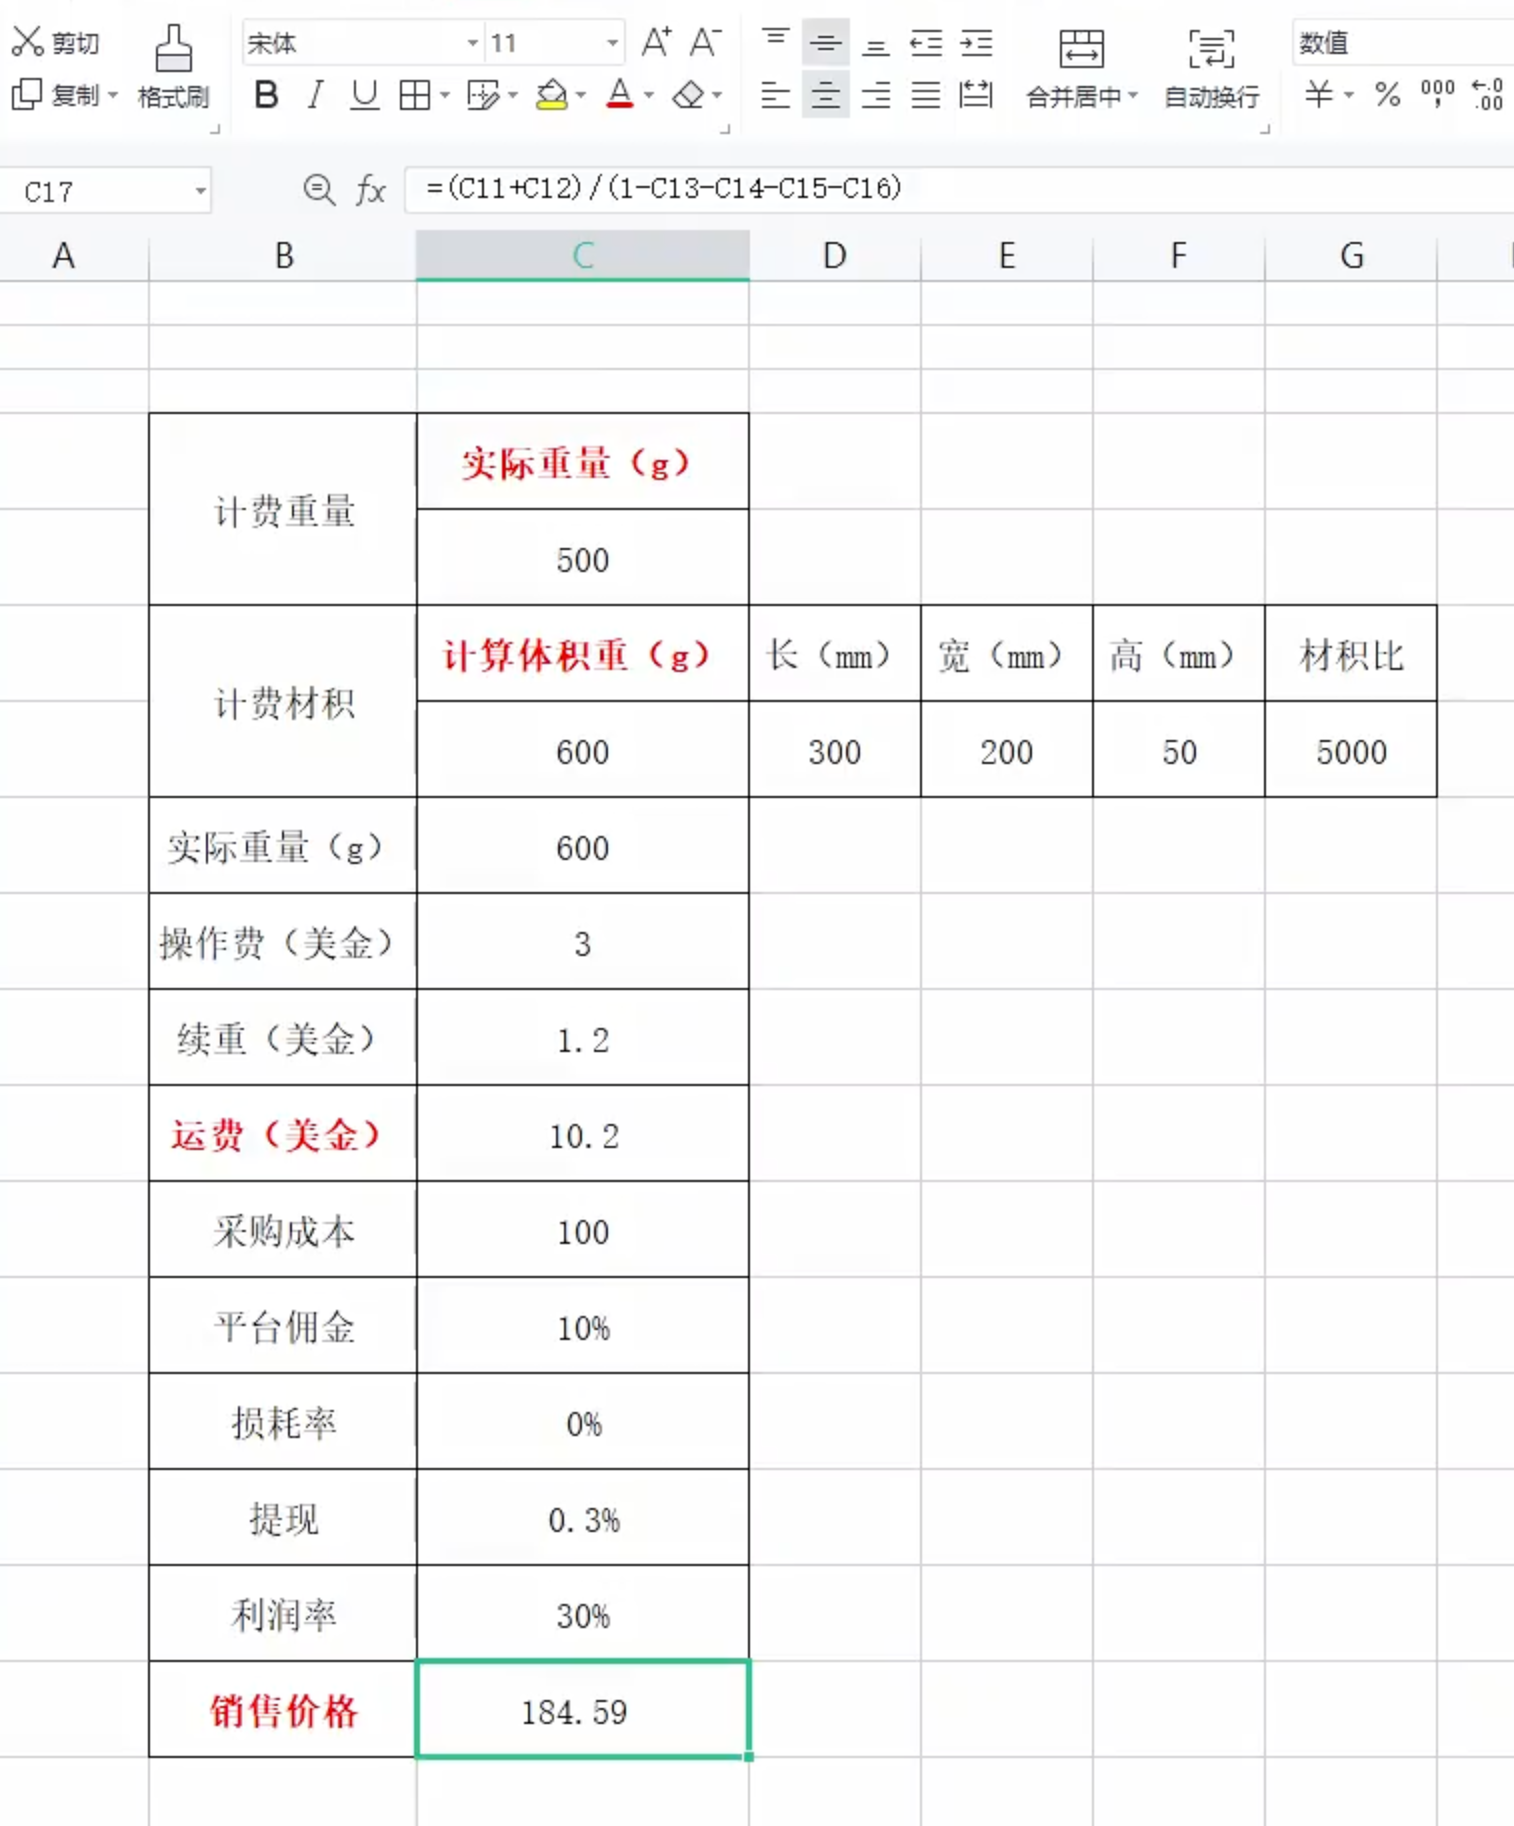 剪切
宋体 11 A+ A-
数值
复制 格式刷 B I U A 合并居中 自动换行 ¥ % 000 ←.0 .00
C17 fx =(C11+C12)/(1-C13-C14-C15-C16)
A B C D E F G
计费重量 实际重量（g）
500
计费材积 计算体积重（g） 长（mm） 宽（mm） 高（mm） 材积比
600 300 200 50 5000
实际重量（g） 600
操作费（美金） 3
续重（美金） 1.2
运费（美金） 10.2
采购成本 100
平台佣金 10%
损耗率 0%
提现 0.3%
利润率 30%
销售价格 184.59